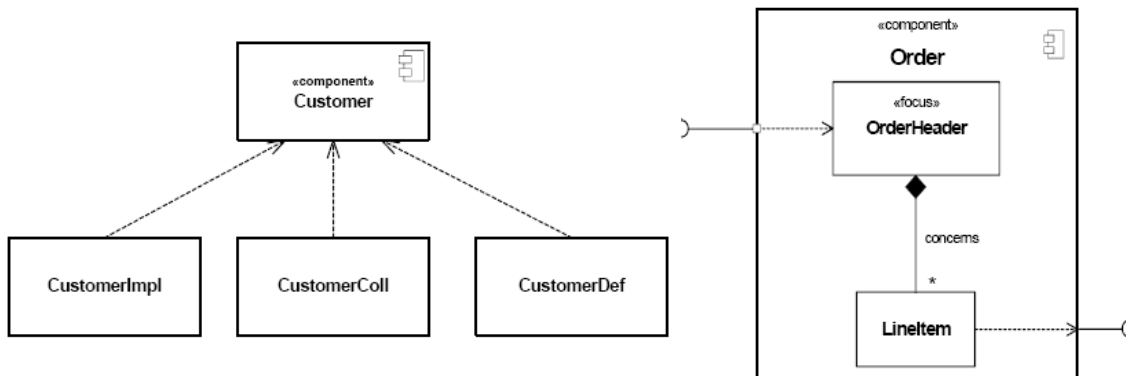 «component»
Customer
CustomerImpl
CustomerColl
CustomerDef
«component»
Order
«focus»
OrderHeader
concerns
*
LineItem